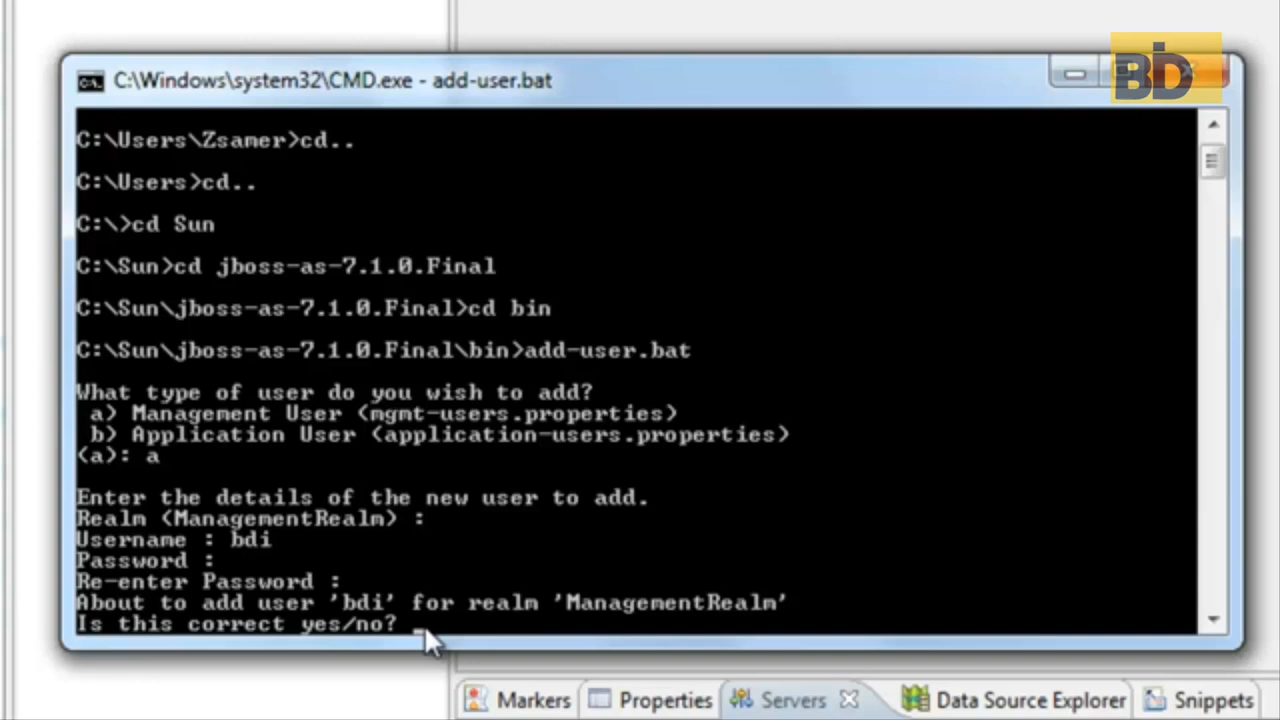 BD
C:\Windows\system32\CMD.exe - add-user.bat
C:\Users\Zsamer>cd..
C:\Users>cd..
C:\>cd Sun
C:\Sun>cd jboss-as-7.1.0.Final
C:\Sun\jboss-as-7.1.0.Final>cd bin
C:\Sun\jboss-as-7.1.0.Final\bin>add-user.bat
What type of user do you wish to add?
a) Management User (mgmt-users.properties)
b) Application User (application-users.properties)
(a): a
Enter the details of the new user to add.
Realm (ManagementRealm) :
Username : bdi
Password :
Re-enter Password :
About to add user 'bdi' for realm 'ManagementRealm'
Is this correct yes/no? _
Markers Properties Servers Data Source Explorer Snippets